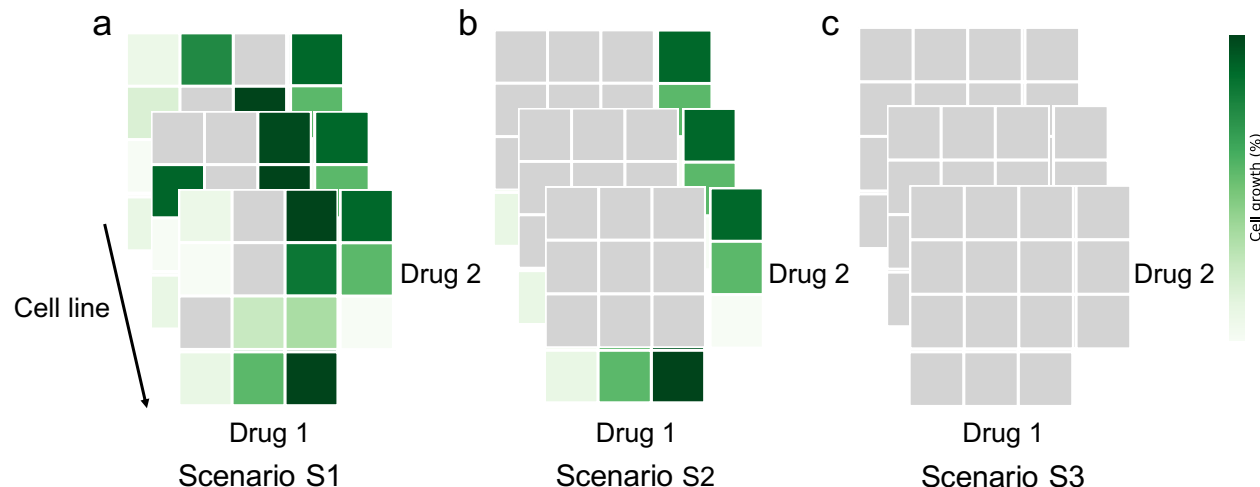 a
b
c
Cell line
Drug 2
Drug 2
Drug 2
Cell growth (%)
Drug 1
Drug 1
Drug 1
Scenario S1
Scenario S2
Scenario S3